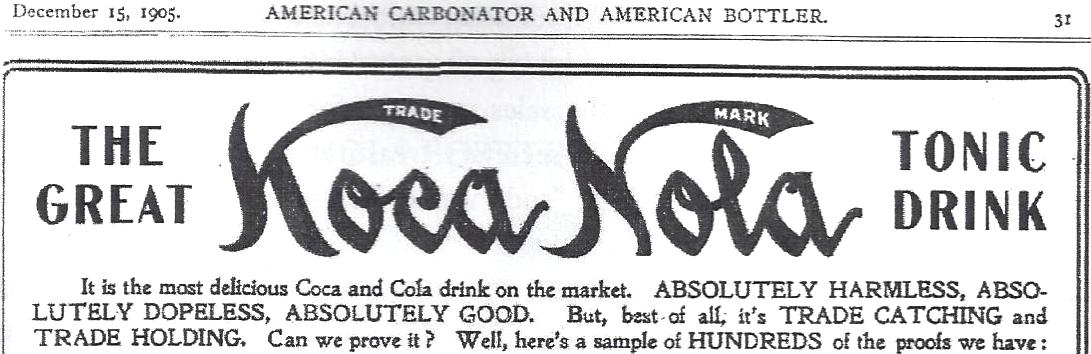 December 15, 1905. AMERICAN CARBONATOR AND AMERICAN BOTTLER. 31
THE GREAT
TRADE MARK
Koca Nola
TONIC DRINK
It is the most delicious Coca and Cola drink on the market. ABSOLUTELY HARMLESS, ABSO-
LUTELY DOPELESS, ABSOLUTELY GOOD. But, best of all, it's TRADE CATCHING and
TRADE HOLDING. Can we prove it? Well, here's a sample of HUNDREDS of the proofs we have: